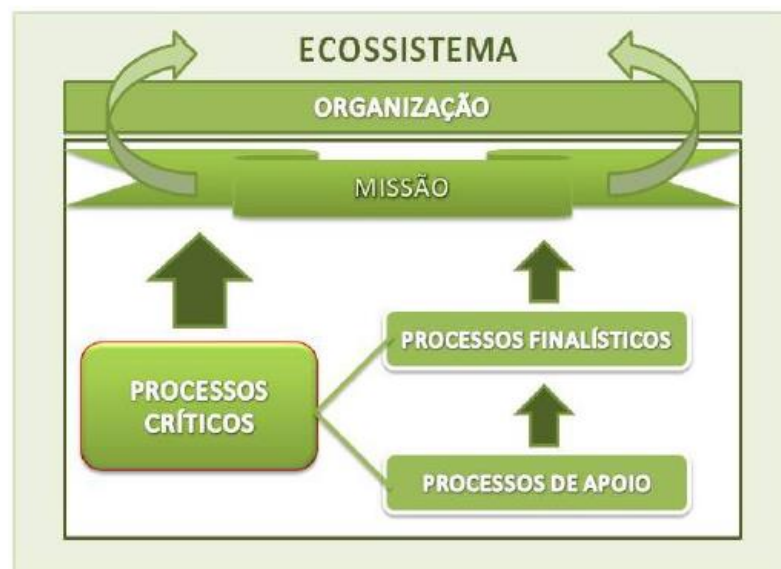 ECOSSISTEMA
ORGANIZAÇÃO
MISSÃO
PROCESSOS FINALÍSTICOS
PROCESSOS
CRÍTICOS
PROCESSOS DE APOIO